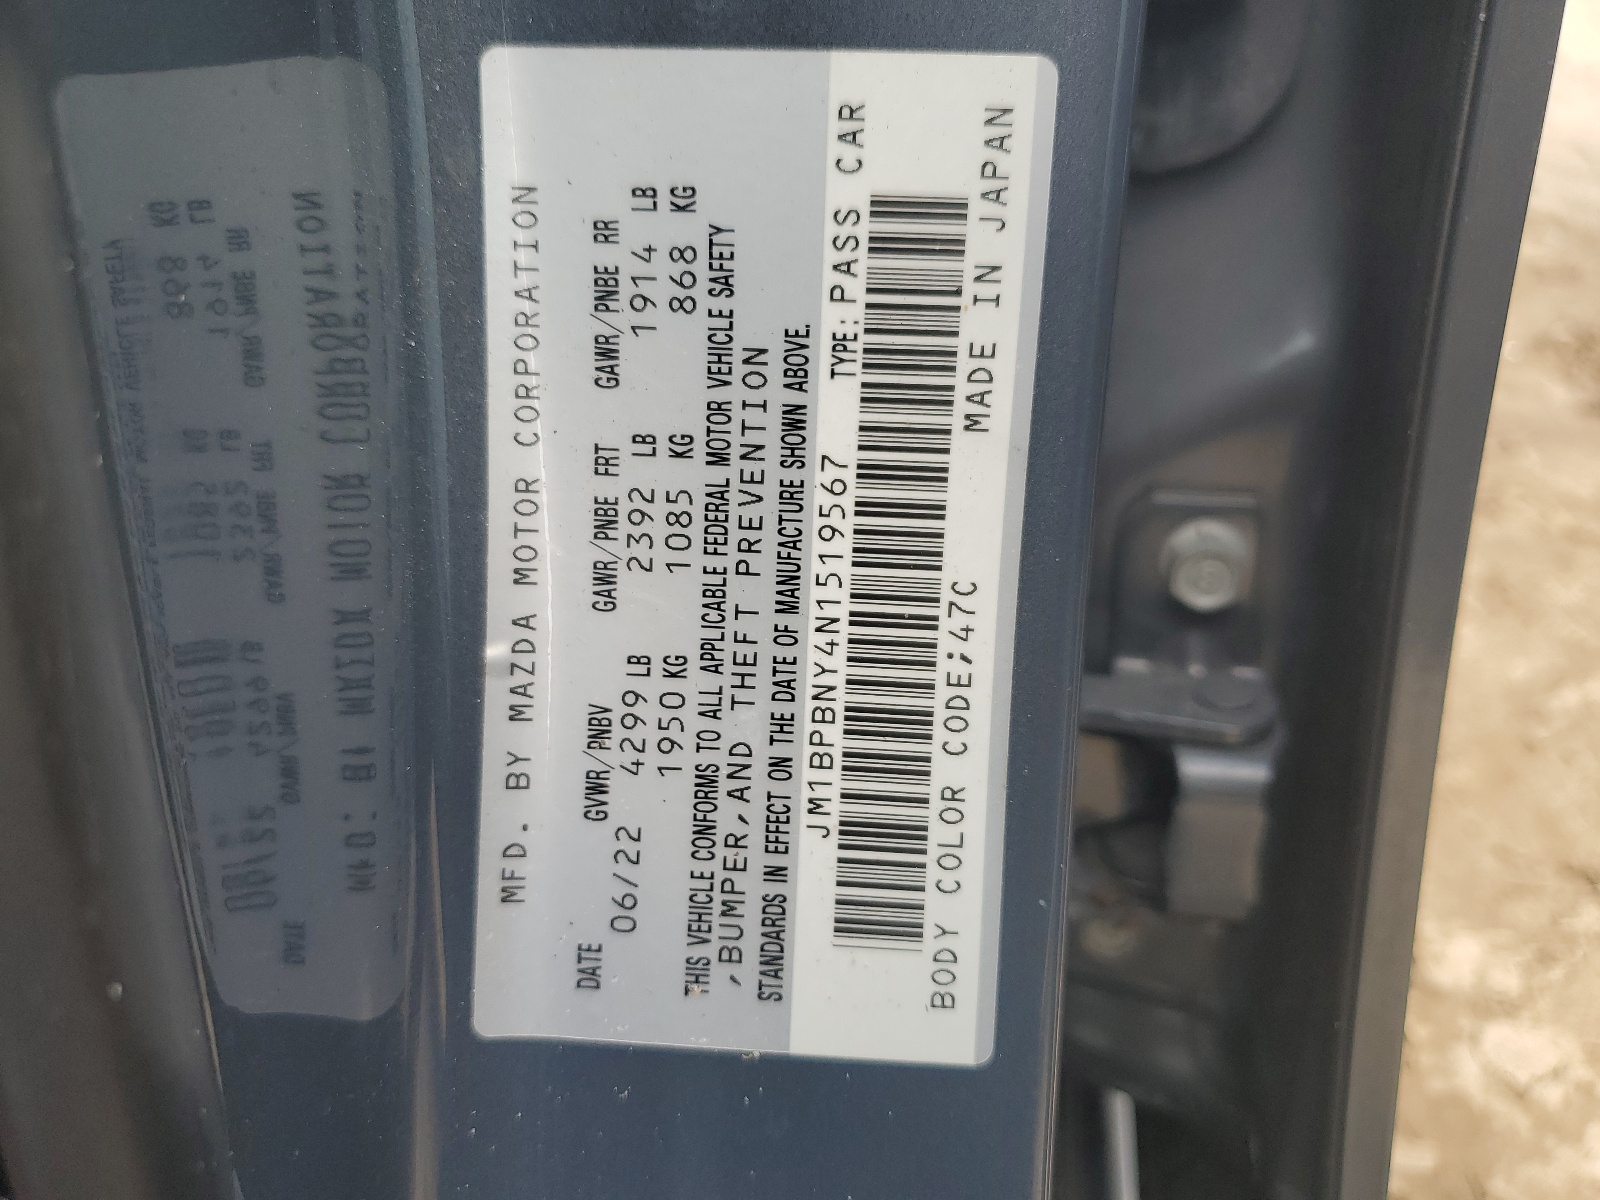 MFD. BY MAZDA MOTOR CORPORATION
DATE GVWR/PNBV GAWR/PNBE FRT GAWR/PNBE RR
06/22 4299 LB 2392 LB 1914 LB
1950 KG 1085 KG 868 KG
THIS VEHICLE CONFORMS TO ALL APPLICABLE FEDERAL MOTOR VEHICLE SAFETY
,BUMPER,AND THEFT PREVENTION
STANDARDS IN EFFECT ON THE DATE OF MANUFACTURE SHOWN ABOVE.
JM1BPBNY4N1519567 TYPE: PASS CAR
BODY COLOR CODE;47C MADE IN JAPAN